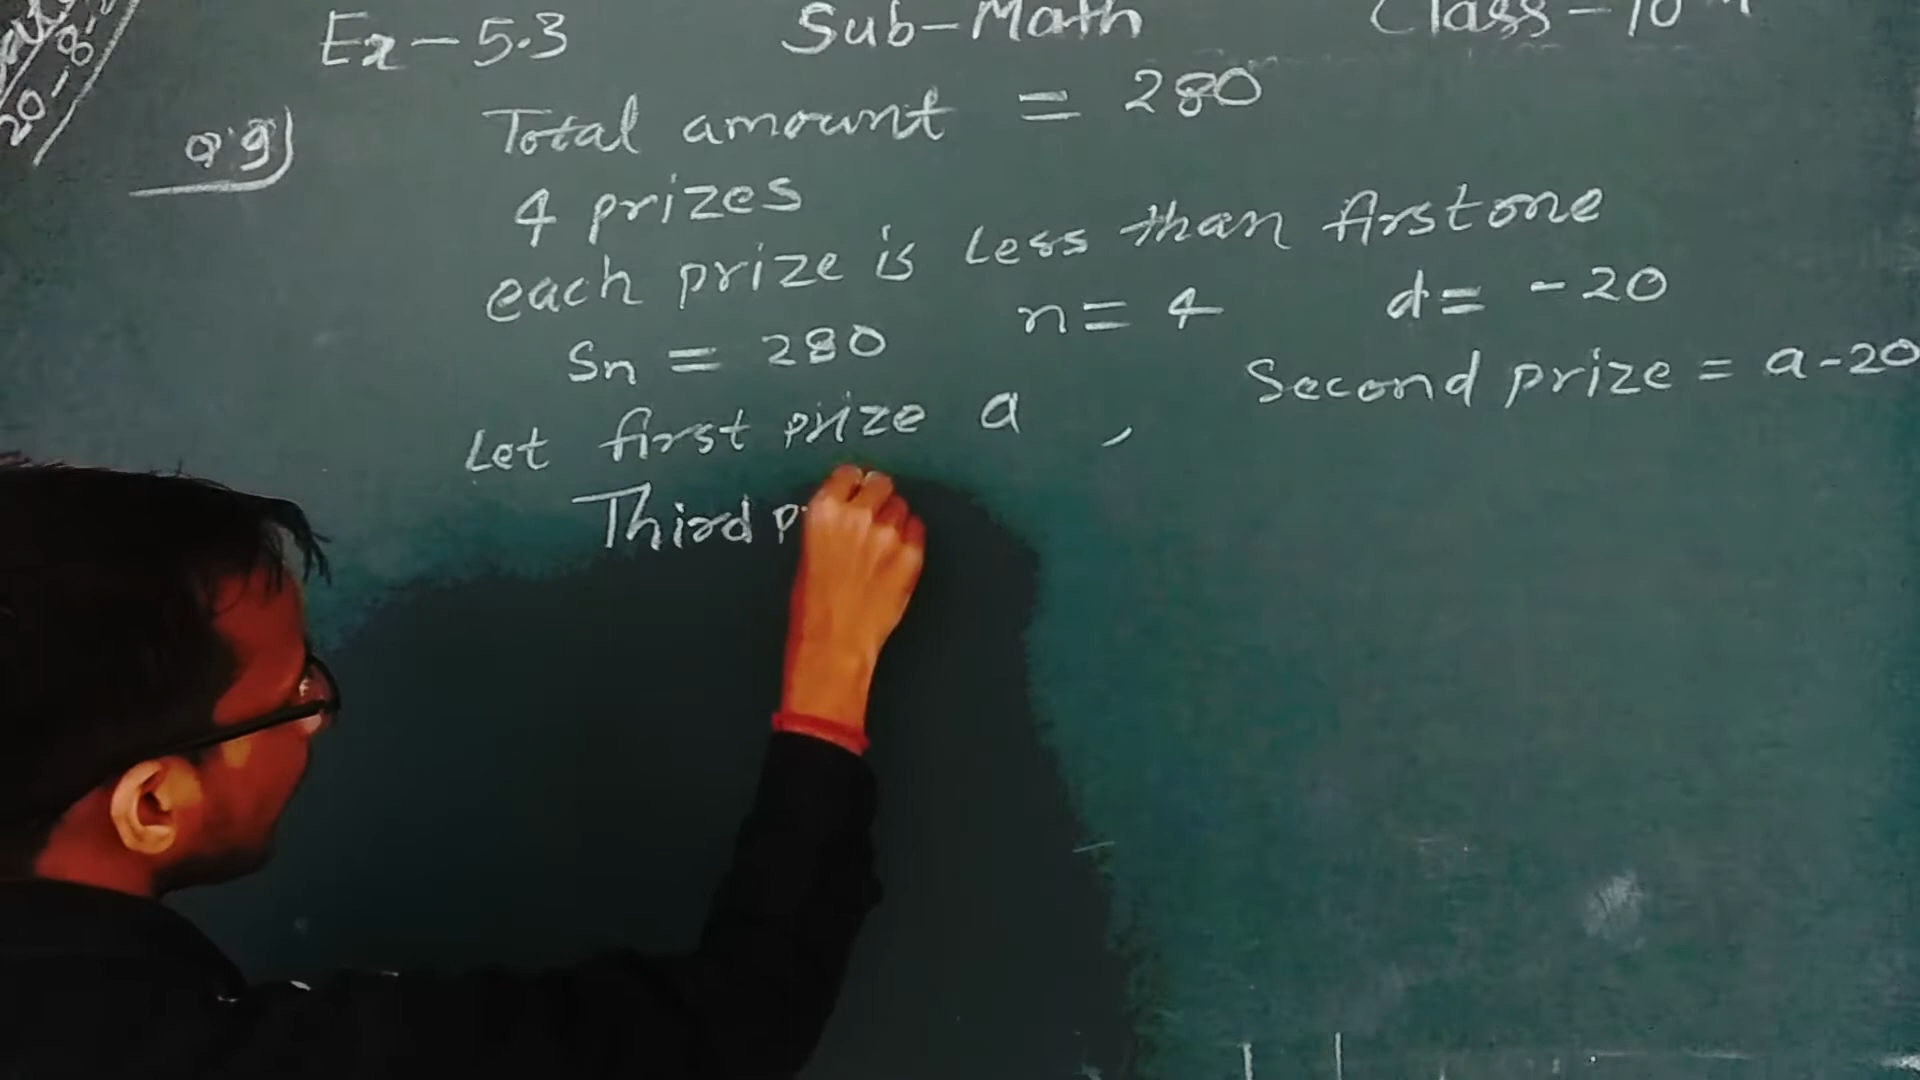 Ex-5.3 Sub-Math Class-10
Q.9) Total amount = 280
4 prizes
each prize is Less than first one
Sn = 280 n = 4 d = -20
Let first prize a , Second prize = a-20
Third p